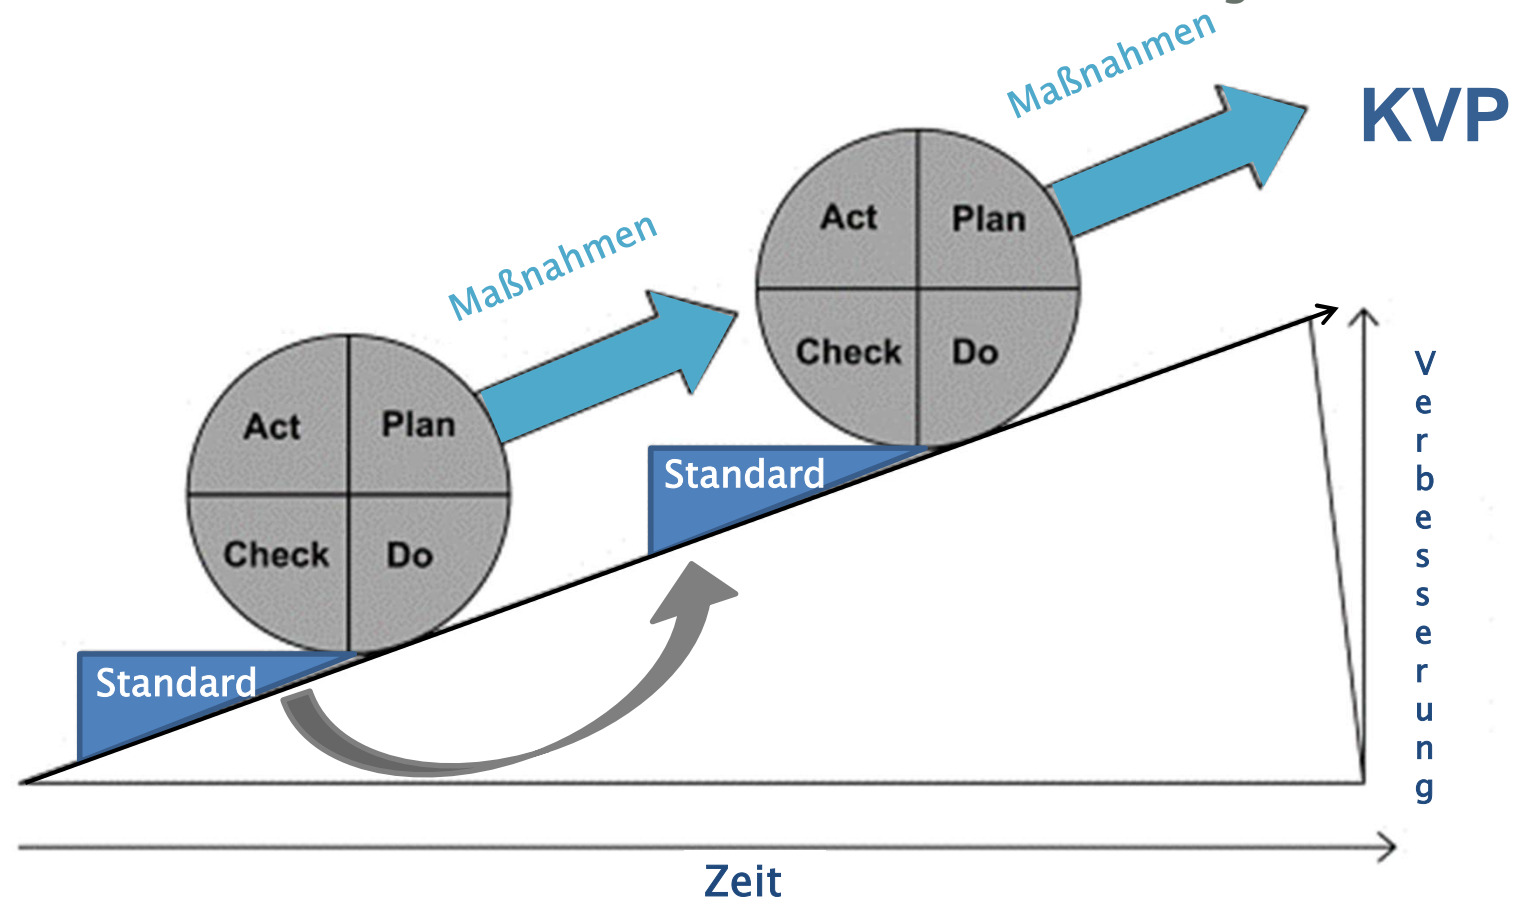 Maßnahmen
KVP
Act
Plan
Check
Do
Maßnahmen
Act
Plan
Check
Do
Standard
Standard
Verbesserung
Zeit